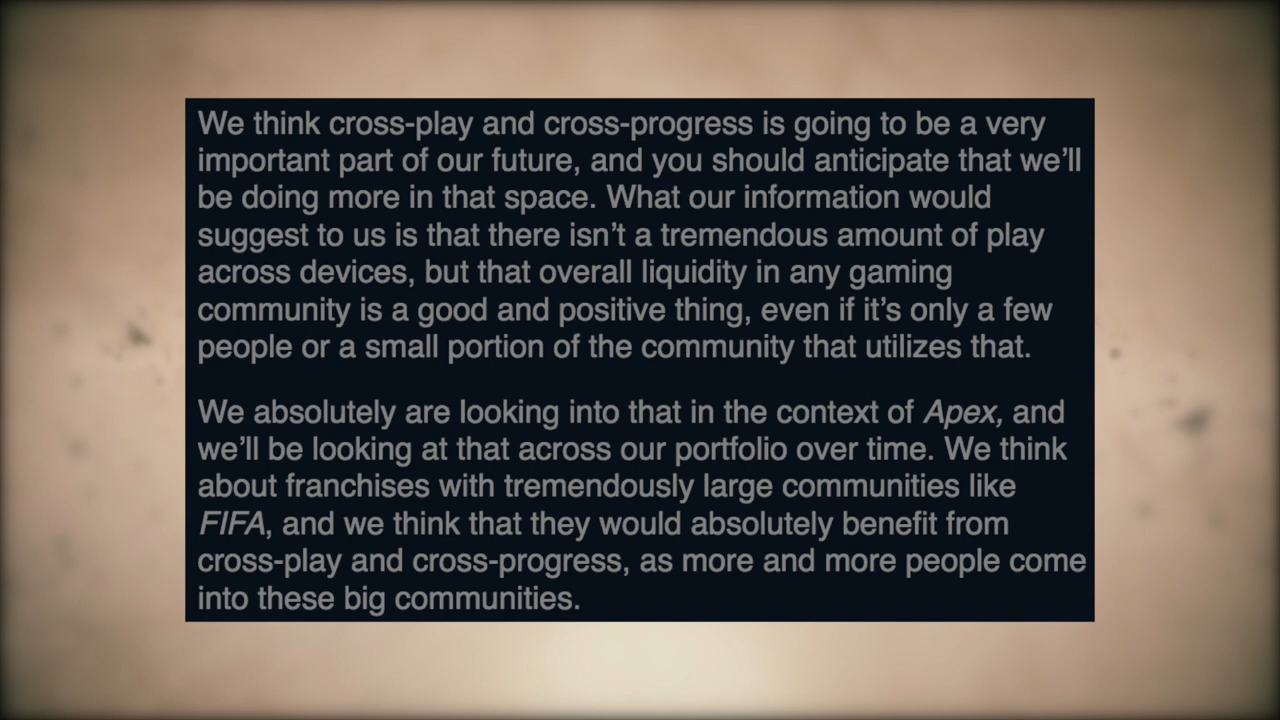 We think cross-play and cross-progress is going to be a very
important part of our future, and you should anticipate that we’ll
be doing more in that space. What our information would
suggest to us is that there isn’t a tremendous amount of play
across devices, but that overall liquidity in any gaming
community is a good and positive thing, even if it’s only a few
people or a small portion of the community that utilizes that.
We absolutely are looking into that in the context of Apex, and
we’ll be looking at that across our portfolio over time. We think
about franchises with tremendously large communities like
FIFA, and we think that they would absolutely benefit from
cross-play and cross-progress, as more and more people come
into these big communities.